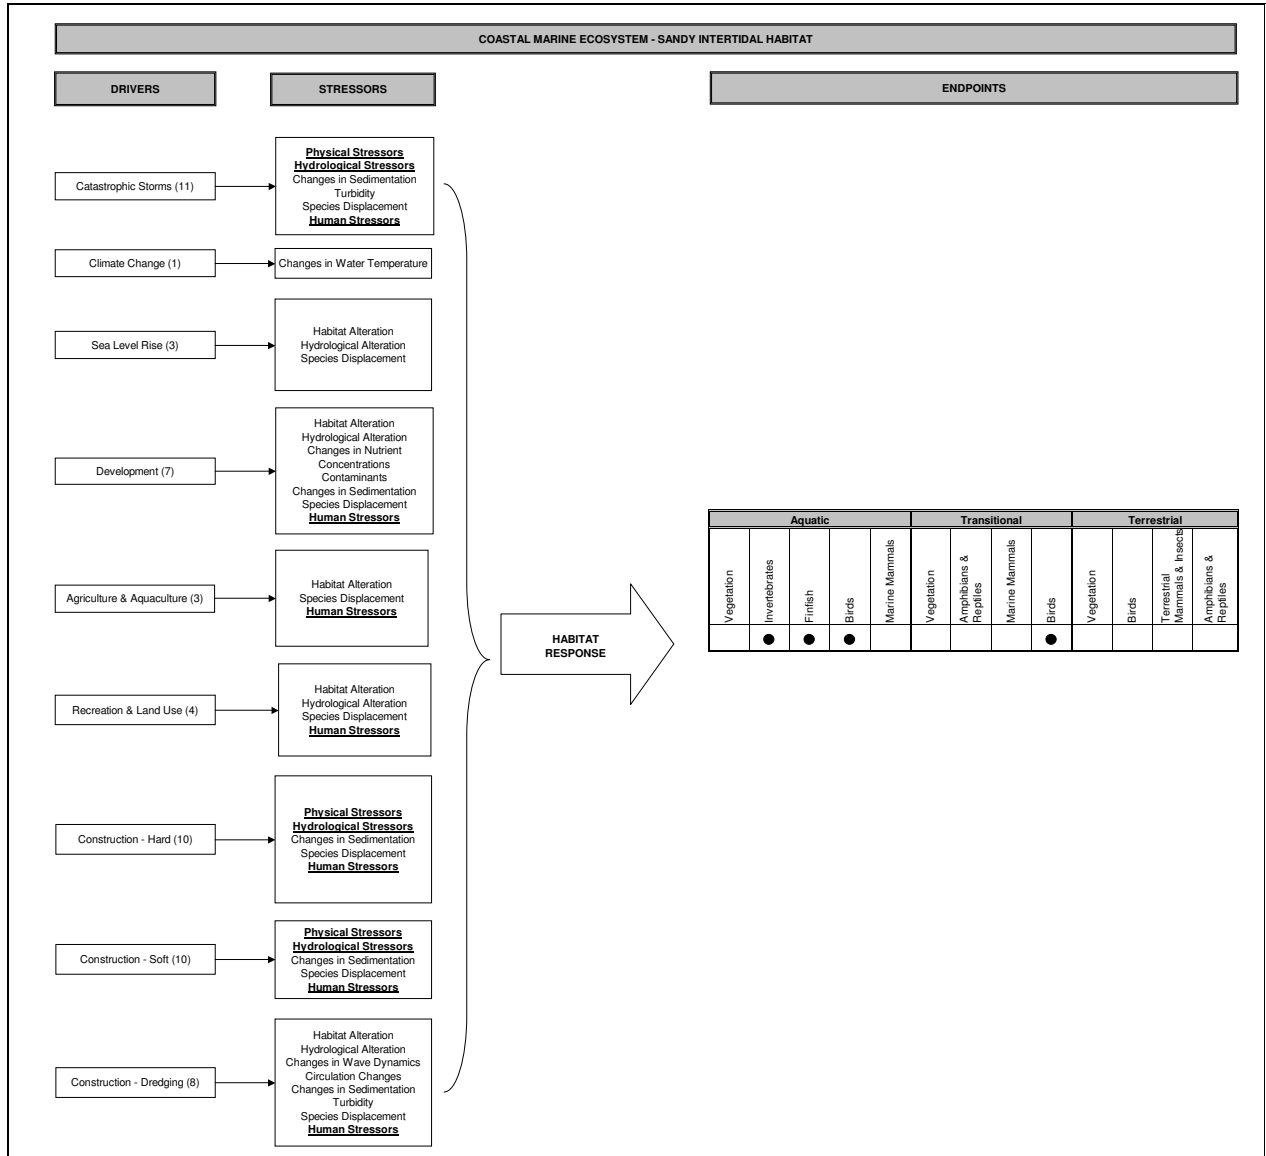 COASTAL MARINE ECOSYSTEM - SANDY INTERTIDAL HABITAT
DRIVERS
STRESSORS
ENDPOINTS
Catastrophic Storms (11)
Physical Stressors
Hydrological Stressors
Changes in Sedimentation
Turbidity
Species Displacement
Human Stressors
Climate Change (1)
Changes in Water Temperature
Sea Level Rise (3)
Habitat Alteration
Hydrological Alteration
Species Displacement
Development (7)
Habitat Alteration
Hydrological Alteration
Changes in Nutrient
Concentrations
Contaminants
Changes in Sedimentation
Species Displacement
Human Stressors
Agriculture & Aquaculture (3)
Habitat Alteration
Species Displacement
Human Stressors
Recreation & Land Use (4)
Habitat Alteration
Hydrological Alteration
Species Displacement
Human Stressors
Construction - Hard (10)
Physical Stressors
Hydrological Stressors
Changes in Sedimentation
Species Displacement
Human Stressors
Construction - Soft (10)
Physical Stressors
Hydrological Stressors
Changes in Sedimentation
Species Displacement
Human Stressors
Construction - Dredging (8)
Habitat Alteration
Hydrological Alteration
Changes in Wave Dynamics
Circulation Changes
Changes in Sedimentation
Turbidity
Species Displacement
Human Stressors
HABITAT
RESPONSE
Aquatic
Transitional
Terrestrial
Vegetation
Invertebrates
Finfish
Birds
Marine Mammals
Vegetation
Amphibians &
Reptiles
Marine Mammals
Birds
Vegetation
Birds
Terrestrial
Mammals & Insects
Amphibians &
Reptiles